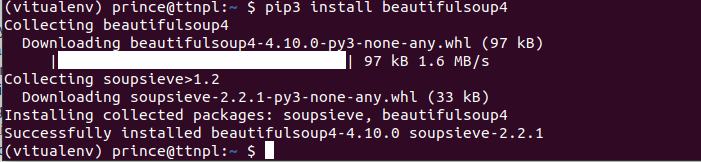 (vitualenv) prince@ttnpl:~ $ pip3 install beautifulsoup4
Collecting beautifulsoup4
  Downloading beautifulsoup4-4.10.0-py3-none-any.whl (97 kB)
     |████████████████████████████████| 97 kB 1.6 MB/s
Collecting soupsieve>1.2
  Downloading soupsieve-2.2.1-py3-none-any.whl (33 kB)
Installing collected packages: soupsieve, beautifulsoup4
Successfully installed beautifulsoup4-4.10.0 soupsieve-2.2.1
(vitualenv) prince@ttnpl:~ $